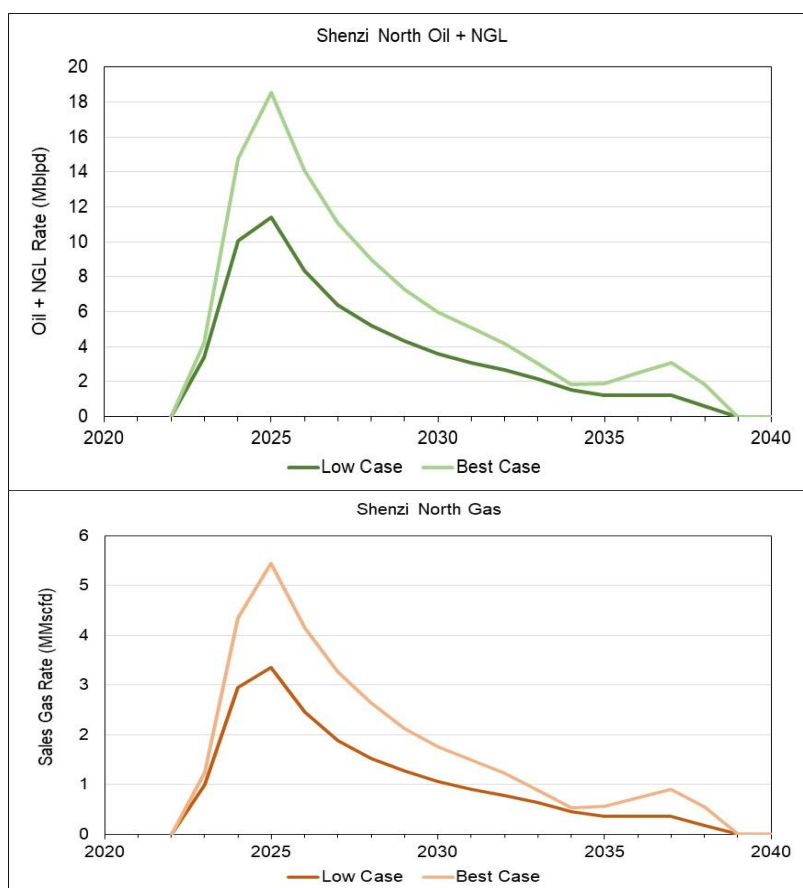 Shenzi North Oil + NGL
Oil + NGL Rate (Mblpd)
20
18
16
14
12
10
8
6
4
2
0
2020 2025 2030 2035 2040
Low Case Best Case
Shenzi North Gas
Sales Gas Rate (MMscfd)
6
5
4
3
2
1
0
2020 2025 2030 2035 2040
Low Case Best Case